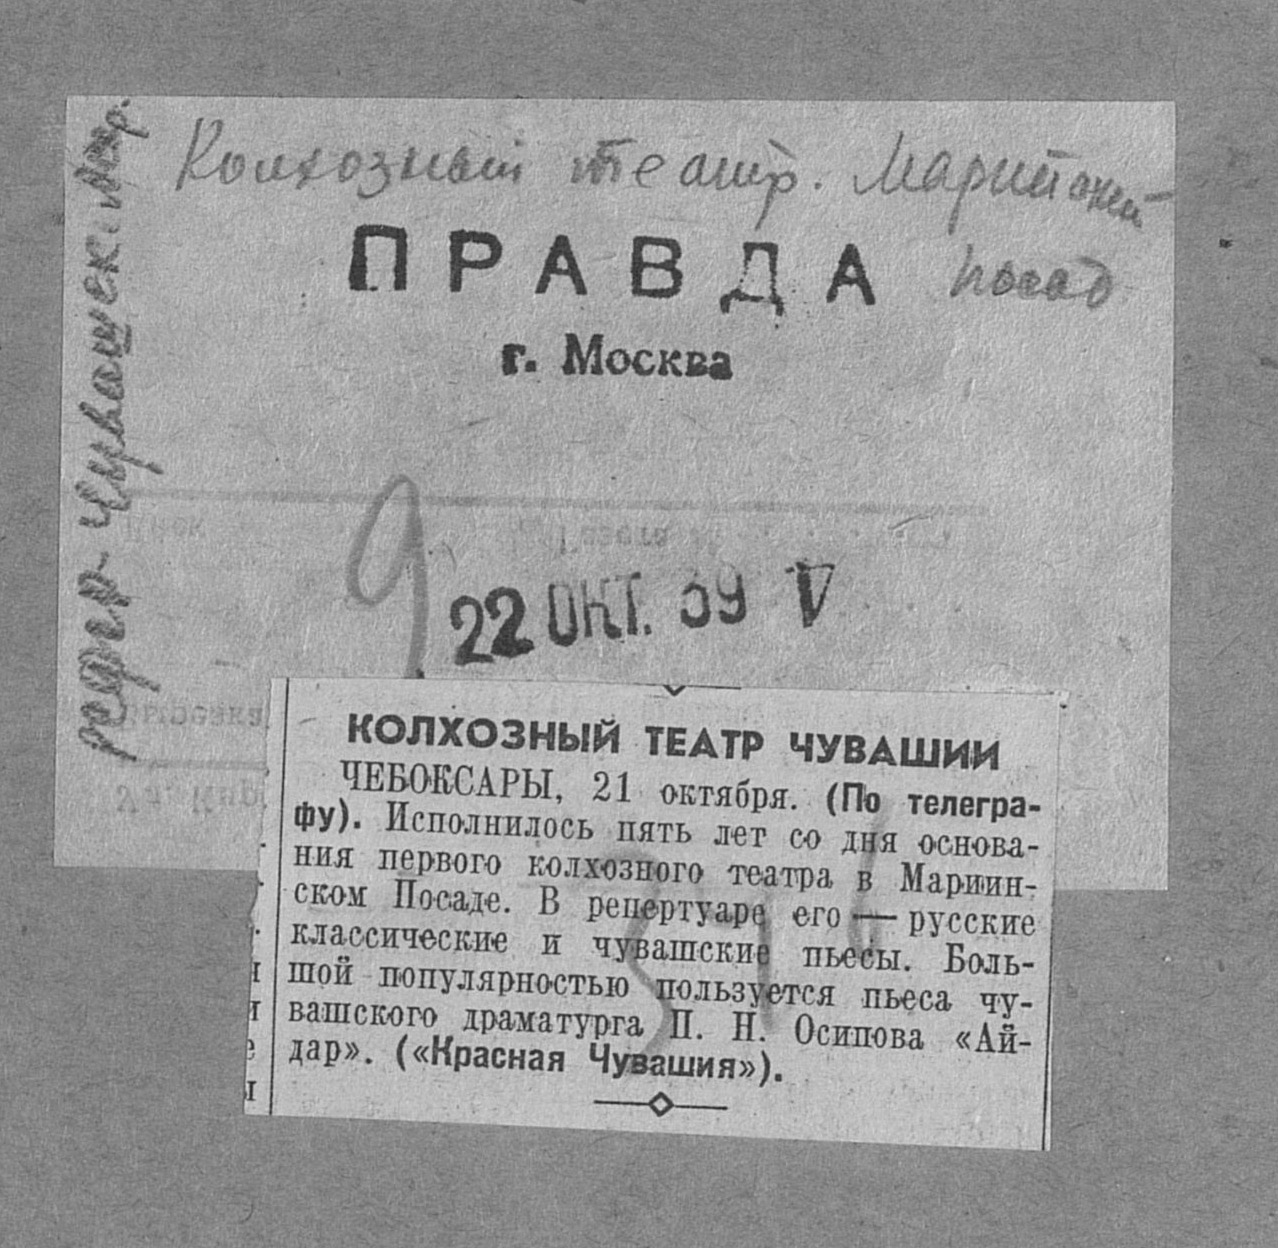 Колхозный театр. Мариинский
посад
ПРАВДА
г. Москва
9
22 ОКТ. 39 V
КОЛХОЗНЫЙ ТЕАТР ЧУВАШИИ
ЧЕБОКСАРЫ, 21 октября. (По телегра-
фу). Исполнилось пять лет со дня основа-
ния первого колхозного театра в Мариин-
ском Посаде. В репертуаре его — русские
классические и чувашские пьесы. Боль-
шой популярностью пользуется пьеса чу-
вашского драматурга П. Н. Осипова «Ай-
дар». («Красная Чувашия»).